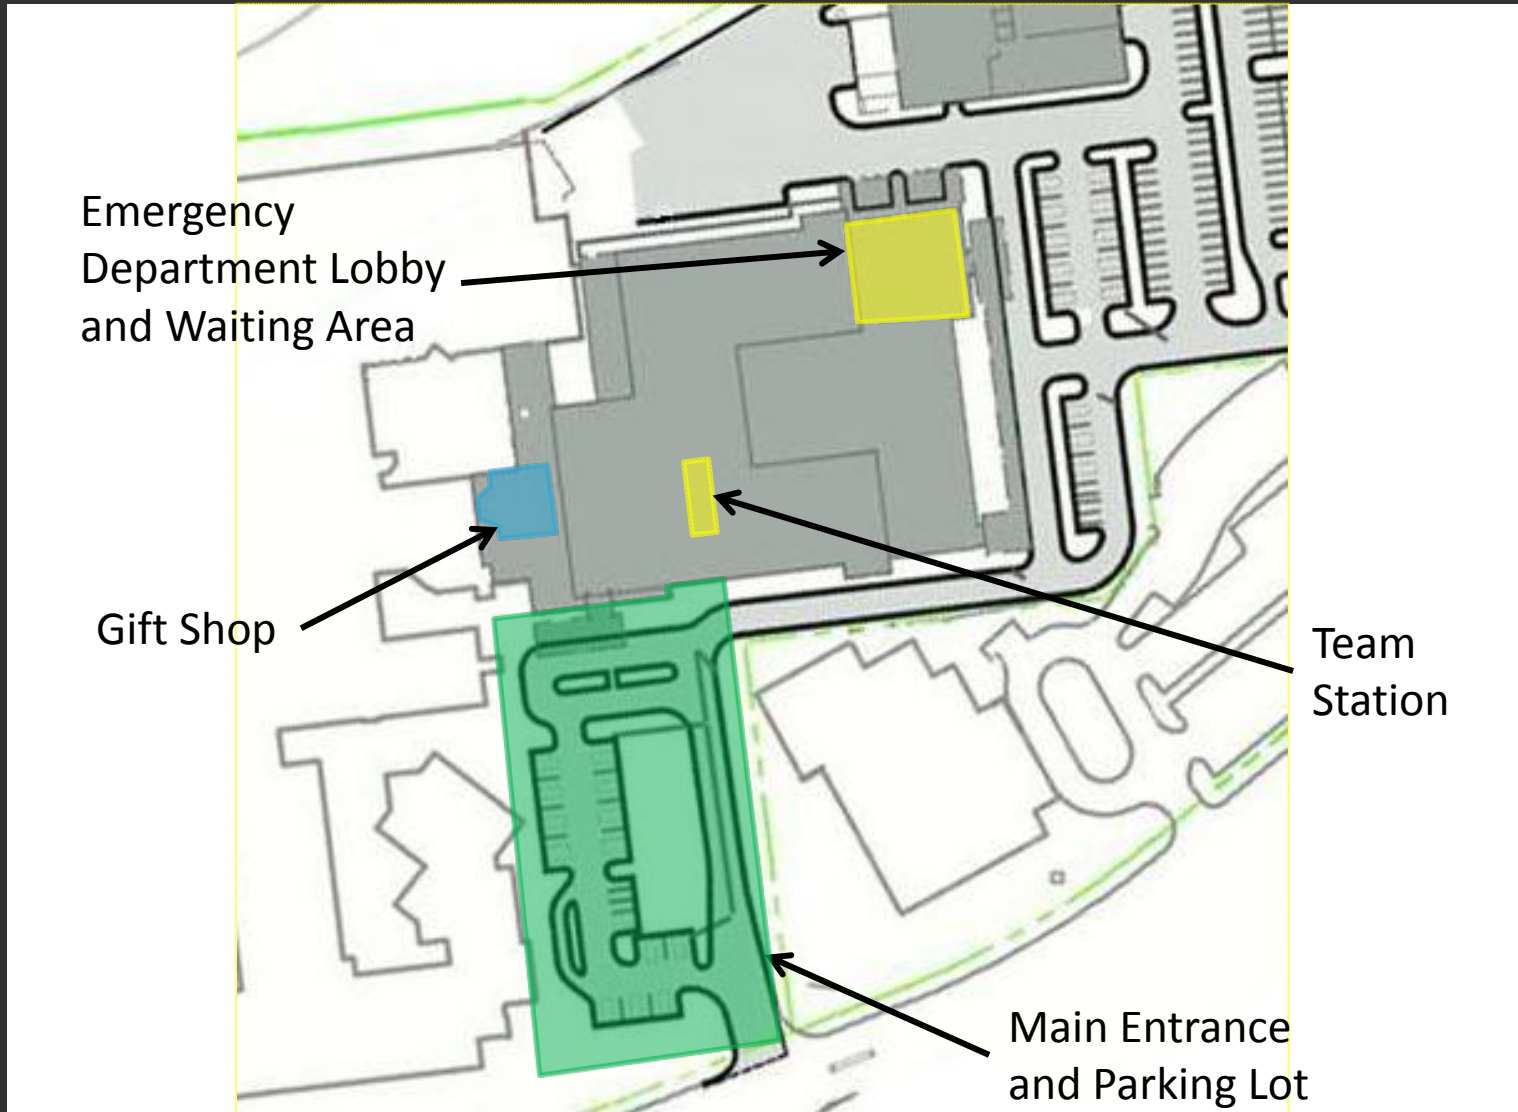 Emergency
Department Lobby
and Waiting Area
Gift Shop
Team
Station
Main Entrance
and Parking Lot